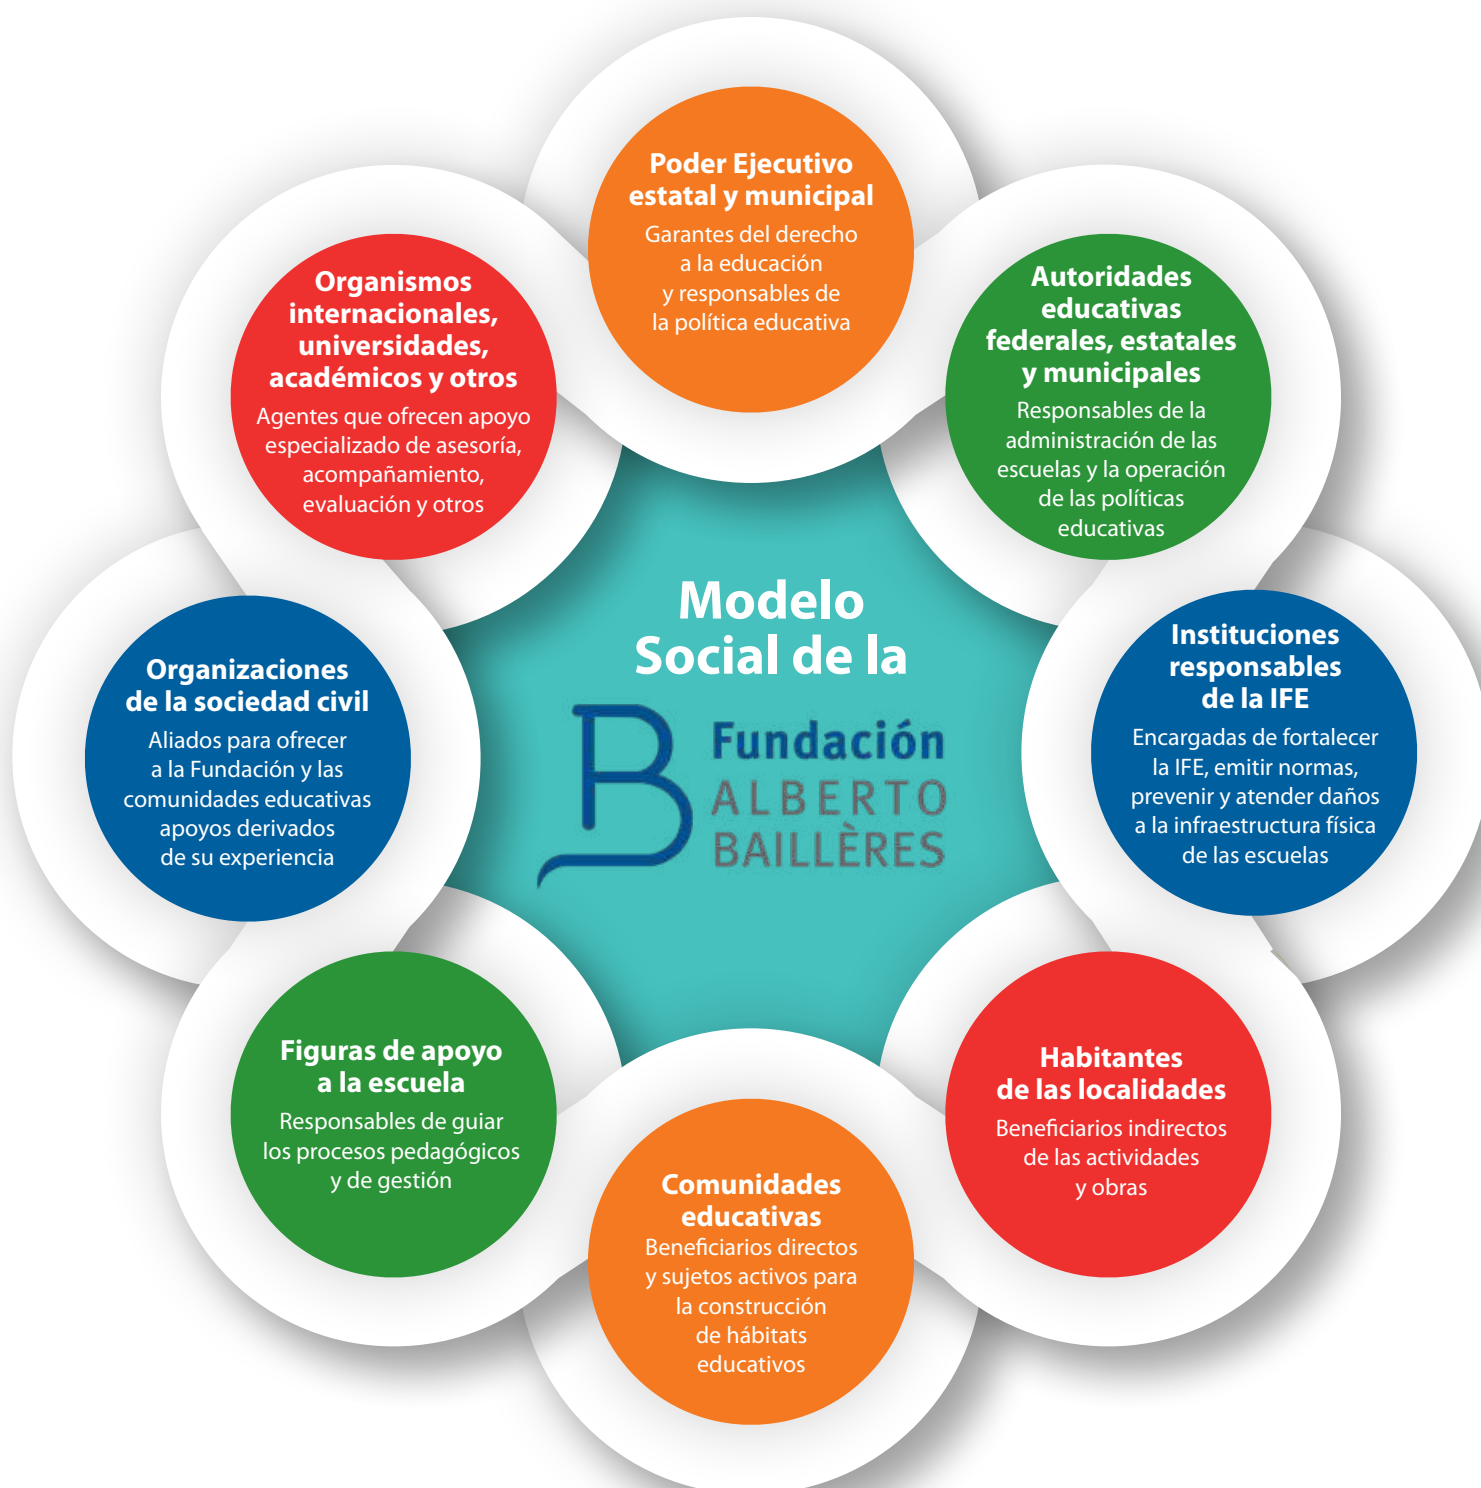 Poder Ejecutivo
estatal y municipal
Garantes del derecho
a la educación
y responsables de
la política educativa
Autoridades
educativas
federales, estatales
y municipales
Responsables de la
administración de las
escuelas y la operación
de las políticas
educativas
Instituciones
responsables
de la IFE
Encargadas de fortalecer
la IFE, emitir normas,
prevenir y atender daños
a la infraestructura física
de las escuelas
Habitantes
de las localidades
Beneficiarios indirectos
de las actividades
y obras
Comunidades
educativas
Beneficiarios directos
y sujetos activos para
la construcción
de hábitats
educativos
Figuras de apoyo
a la escuela
Responsables de guiar
los procesos pedagógicos
y de gestión
Organizaciones
de la sociedad civil
Aliados para ofrecer
a la Fundación y las
comunidades educativas
apoyos derivados
de su experiencia
Organismos
internacionales,
universidades,
académicos y otros
Agentes que ofrecen apoyo
especializado de asesoría,
acompañamiento,
evaluación y otros
Modelo
Social de la
B
Fundación
ALBERTO
BAILLÈRES